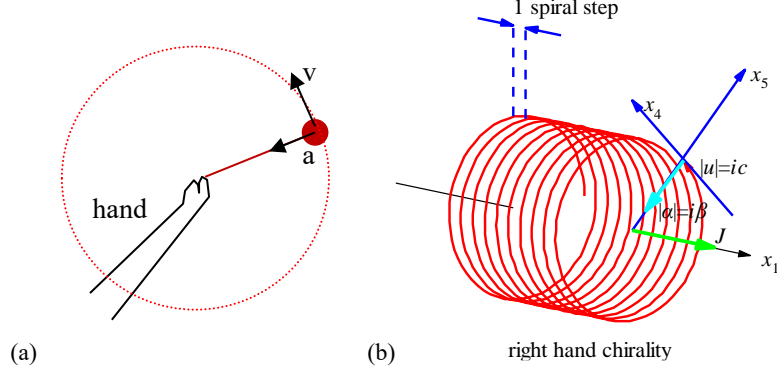 v
a
hand
(a)
1 spiral step
x₅
x₄
|u|=ic
|α|=iβ
J
x₁
(b)
right hand chirality